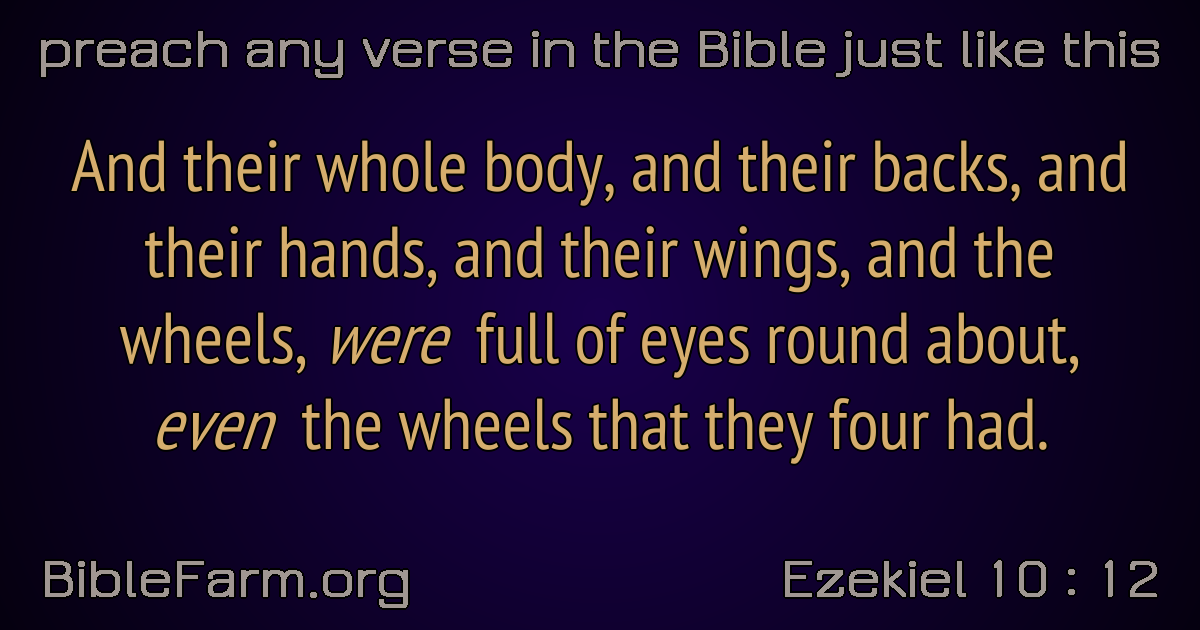 preach any verse in the Bible just like this
And their whole body, and their backs, and
their hands, and their wings, and the
wheels, were full of eyes round about,
even the wheels that they four had.
BibleFarm.org
Ezekiel 10 : 12